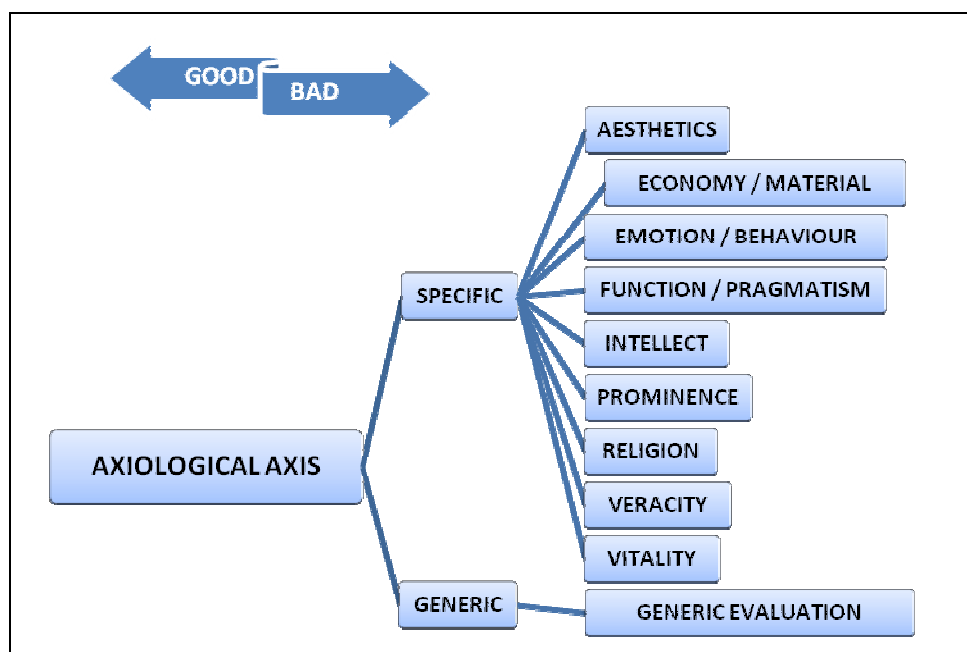 GOOD
BAD
AESTHETICS
ECONOMY / MATERIAL
EMOTION / BEHAVIOUR
SPECIFIC
FUNCTION / PRAGMATISM
INTELLECT
PROMINENCE
RELIGION
AXIOLOGICAL AXIS
VERACITY
VITALITY
GENERIC
GENERIC EVALUATION